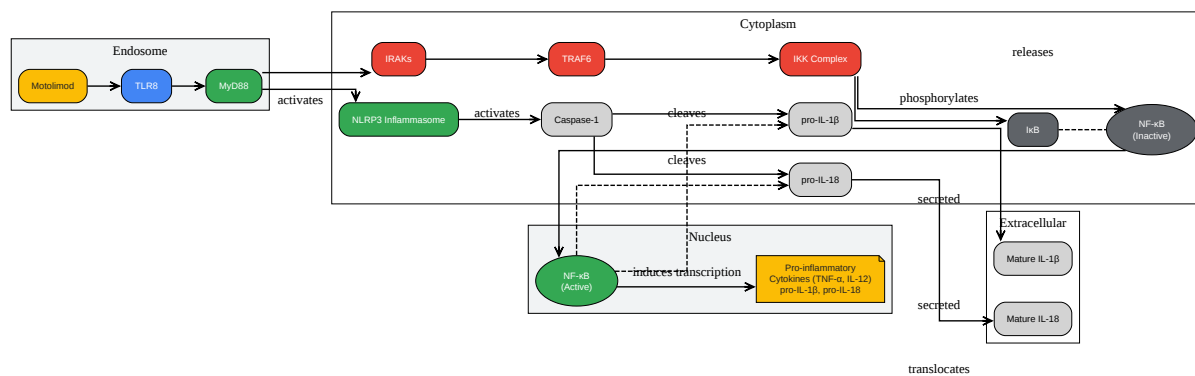 Cytoplasm
Endosome
releases
IRAKs
TRAF6
IKK Complex
Motolimod
TLR8
MyD88
activates
phosphorylates
NLRP3 Inflammasome
activates
Caspase-1
cleaves
pro-IL-1β
IκB
NF-κB
(Inactive)
cleaves
pro-IL-18
secreted
Extracellular
Nucleus
Mature IL-1β
NF-κB
(Active)
induces transcription
Pro-inflammatory
Cytokines (TNF-α, IL-12)
pro-IL-1β, pro-IL-18
secreted
Mature IL-18
translocates